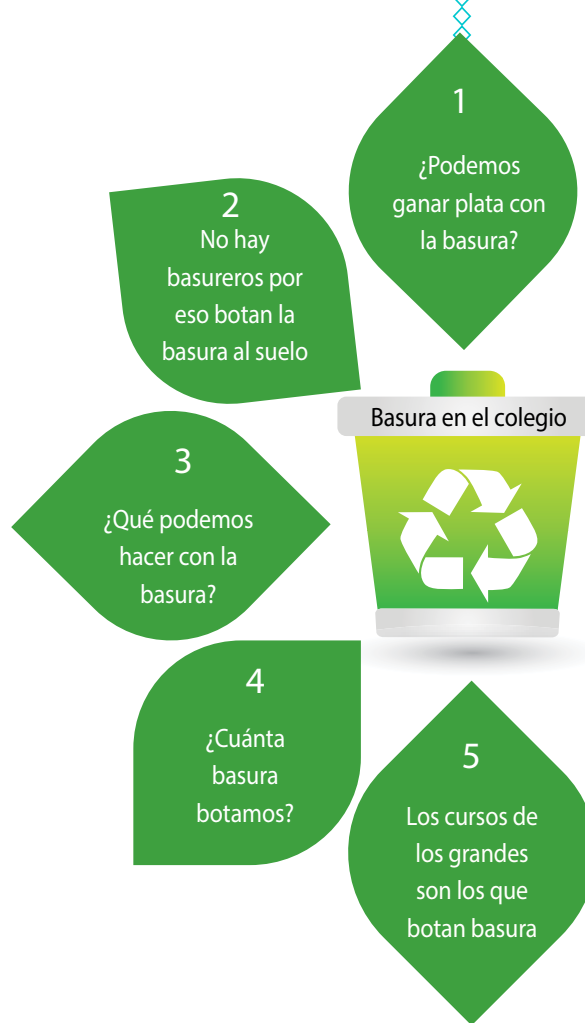 1
¿Podemos
ganar plata con
la basura?
2
No hay
basureros por
eso botan la
basura al suelo
Basura en el colegio
3
¿Qué podemos
hacer con la
basura?
4
¿Cuánta
basura
botamos?
5
Los cursos de
los grandes
son los que
botan basura